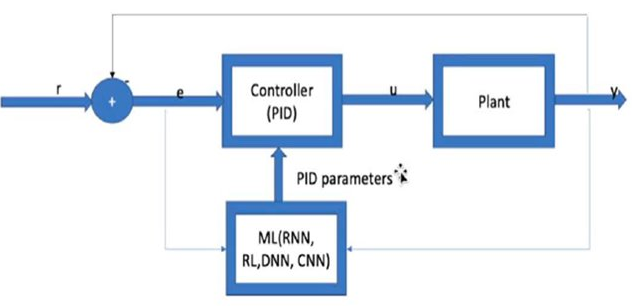 r
+
-
e
Controller
(PID)
u
Plant
y
PID parameters
ML(RNN,
RL,DNN, CNN)